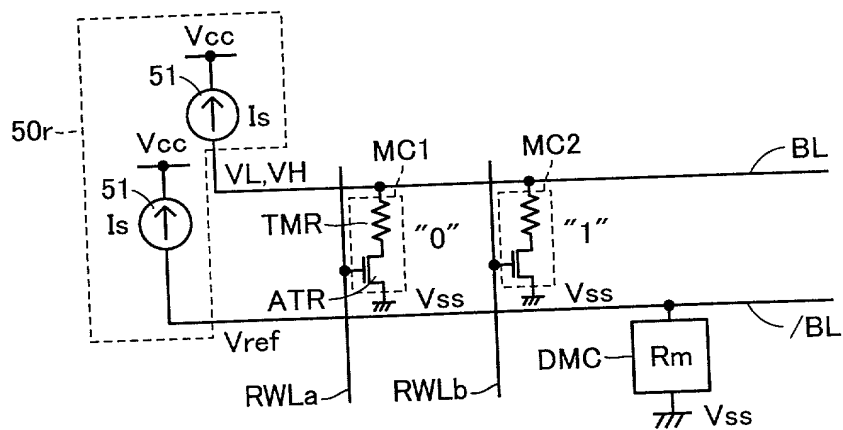 Vcc
51
Is
50r
Vcc
MC1
MC2
BL
51
VL,VH
Is
TMR
"0"
"1"
ATR
Vss
Vss
Vref
/BL
DMC
Rm
RWLa
RWLb
Vss